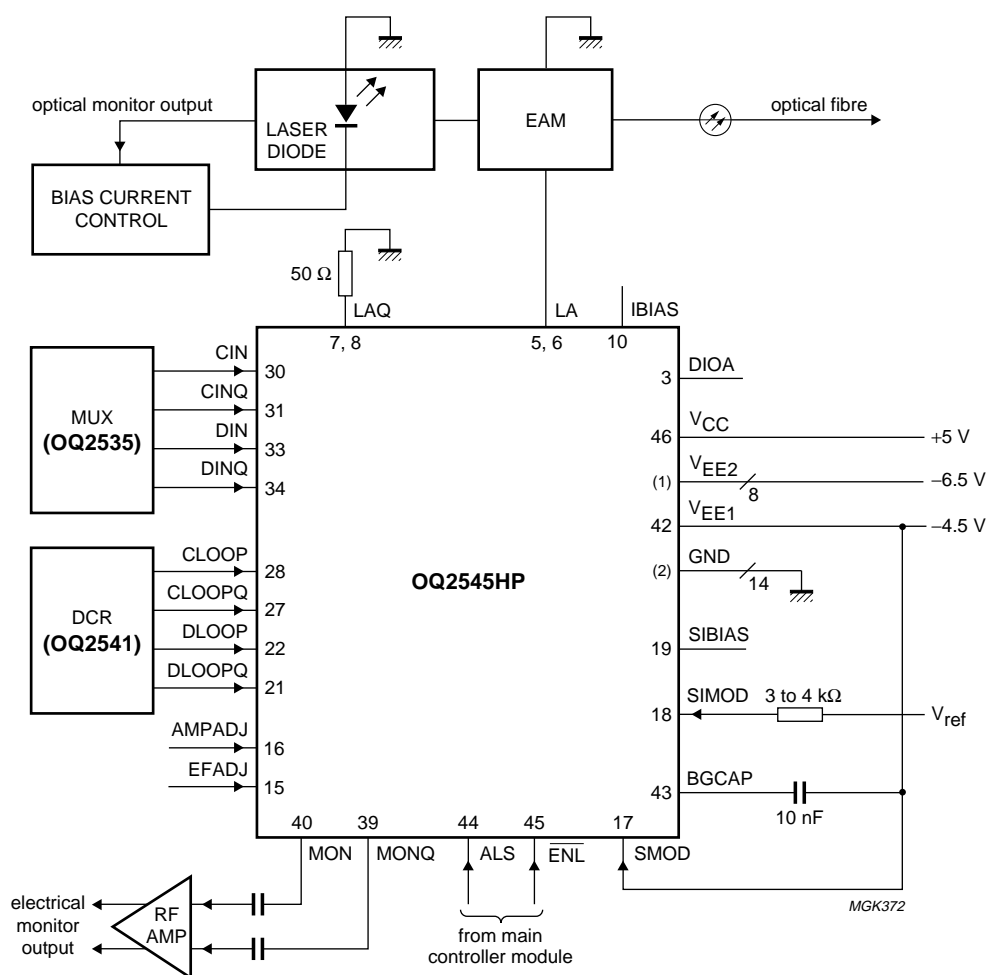 optical monitor output
LASER
DIODE
EAM
optical fibre
BIAS CURRENT
CONTROL
50 Ω
LAQ
LA
IBIAS
7, 8
5, 6
10
MUX
(OQ2535)
CIN
30
CINQ
31
DIN
33
DINQ
34
DCR
(OQ2541)
CLOOP
28
CLOOPQ
27
DLOOP
22
DLOOPQ
21
AMPADJ
16
EFADJ
15
OQ2545HP
3
DIOA
46
VCC
+5 V
(1)
VEE2
8
−6.5 V
42
VEE1
−4.5 V
(2)
GND
14
19
SIBIAS
18
SIMOD
3 to 4 kΩ
Vref
43
BGCAP
10 nF
40
39
44
45
17
MON
MONQ
ALS
ENL
SMOD
electrical
monitor
output
RF
AMP
from main
controller module
MGK372